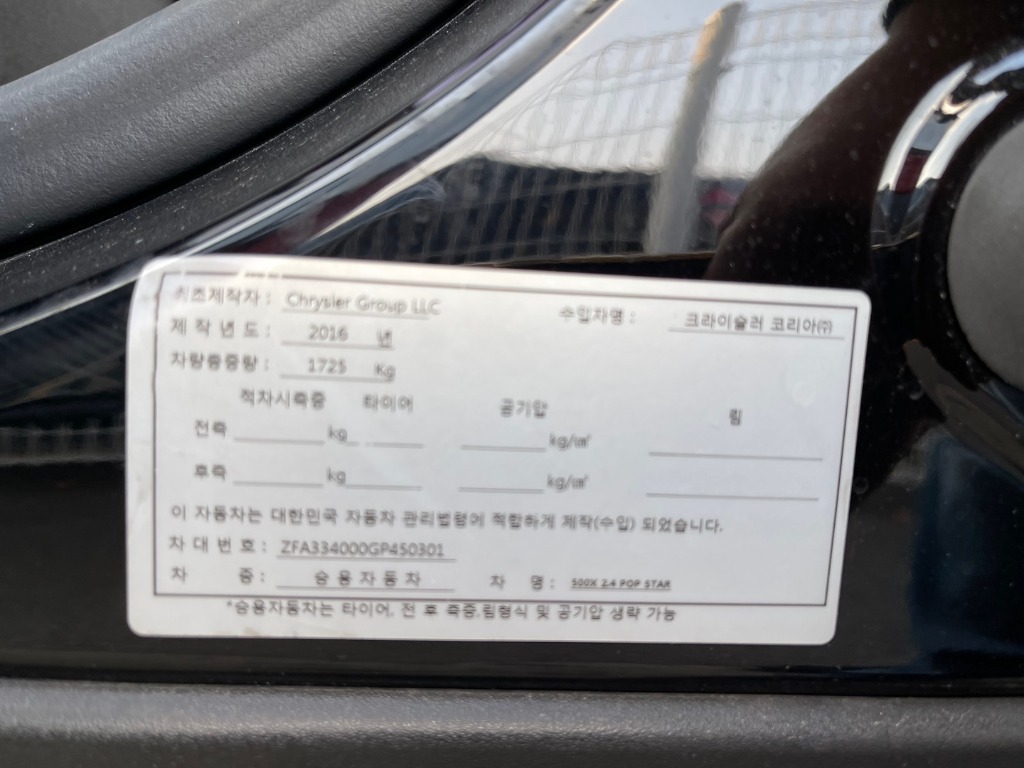 최초제작자 : Chrysler Group LLC 수입자명 : 크라이슬러 코리아㈜
제 작 년 도 : 2016 년
차량총중량 : 1725 Kg
적차시축중 타이어 공기압 림
전축 kg kg/㎠
후축 kg kg/㎠
이 자동차는 대한민국 자동차 관리법령에 적합하게 제작(수입) 되었습니다.
차 대 번 호 : ZFA334000GP450301
차 종 : 승 용 자 동 차 차 명 : 500X 2.4 POP STAR
*승용자동차는 타이어, 전 후 축중,림형식 및 공기압 생략 가능